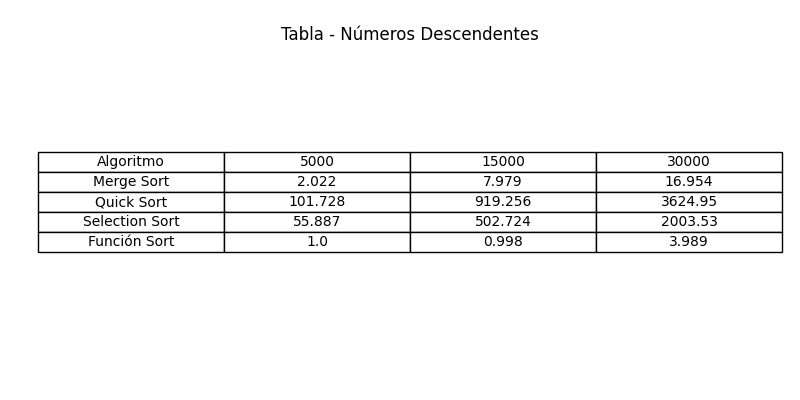 Tabla - Números Descendentes
Algoritmo 5000 15000 30000
Merge Sort 2.022 7.979 16.954
Quick Sort 101.728 919.256 3624.95
Selection Sort 55.887 502.724 2003.53
Función Sort 1.0 0.998 3.989